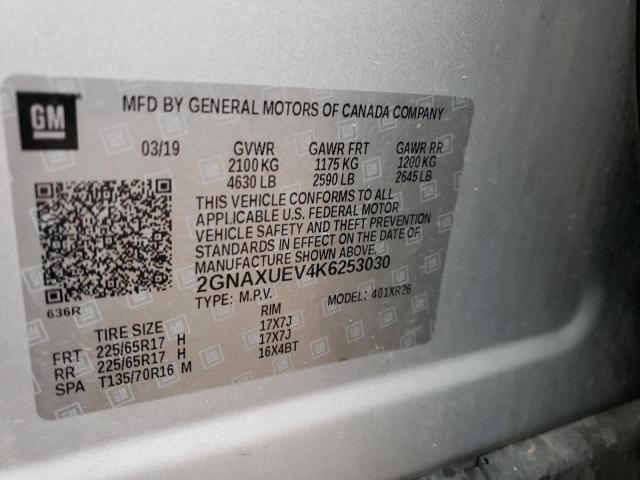 GM
MFD BY GENERAL MOTORS OF CANADA COMPANY
03/19 GVWR GAWR FRT GAWR RR
2100 KG 1175 KG 1200 KG
4630 LB 2590 LB 2645 LB
THIS VEHICLE CONFORMS TO ALL
APPLICABLE U.S. FEDERAL MOTOR
VEHICLE SAFETY AND THEFT PREVENTION
STANDARDS IN EFFECT ON THE DATE OF
MANUFACTURE SHOWN ABOVE.
2GNAXUEV4K6253030
TYPE: M.P.V. MODEL: 401XR26
636R
TIRE SIZE RIM
FRT 225/65R17 H 17X7J
RR 225/65R17 H 17X7J
SPA T135/70R16 M 16X4BT